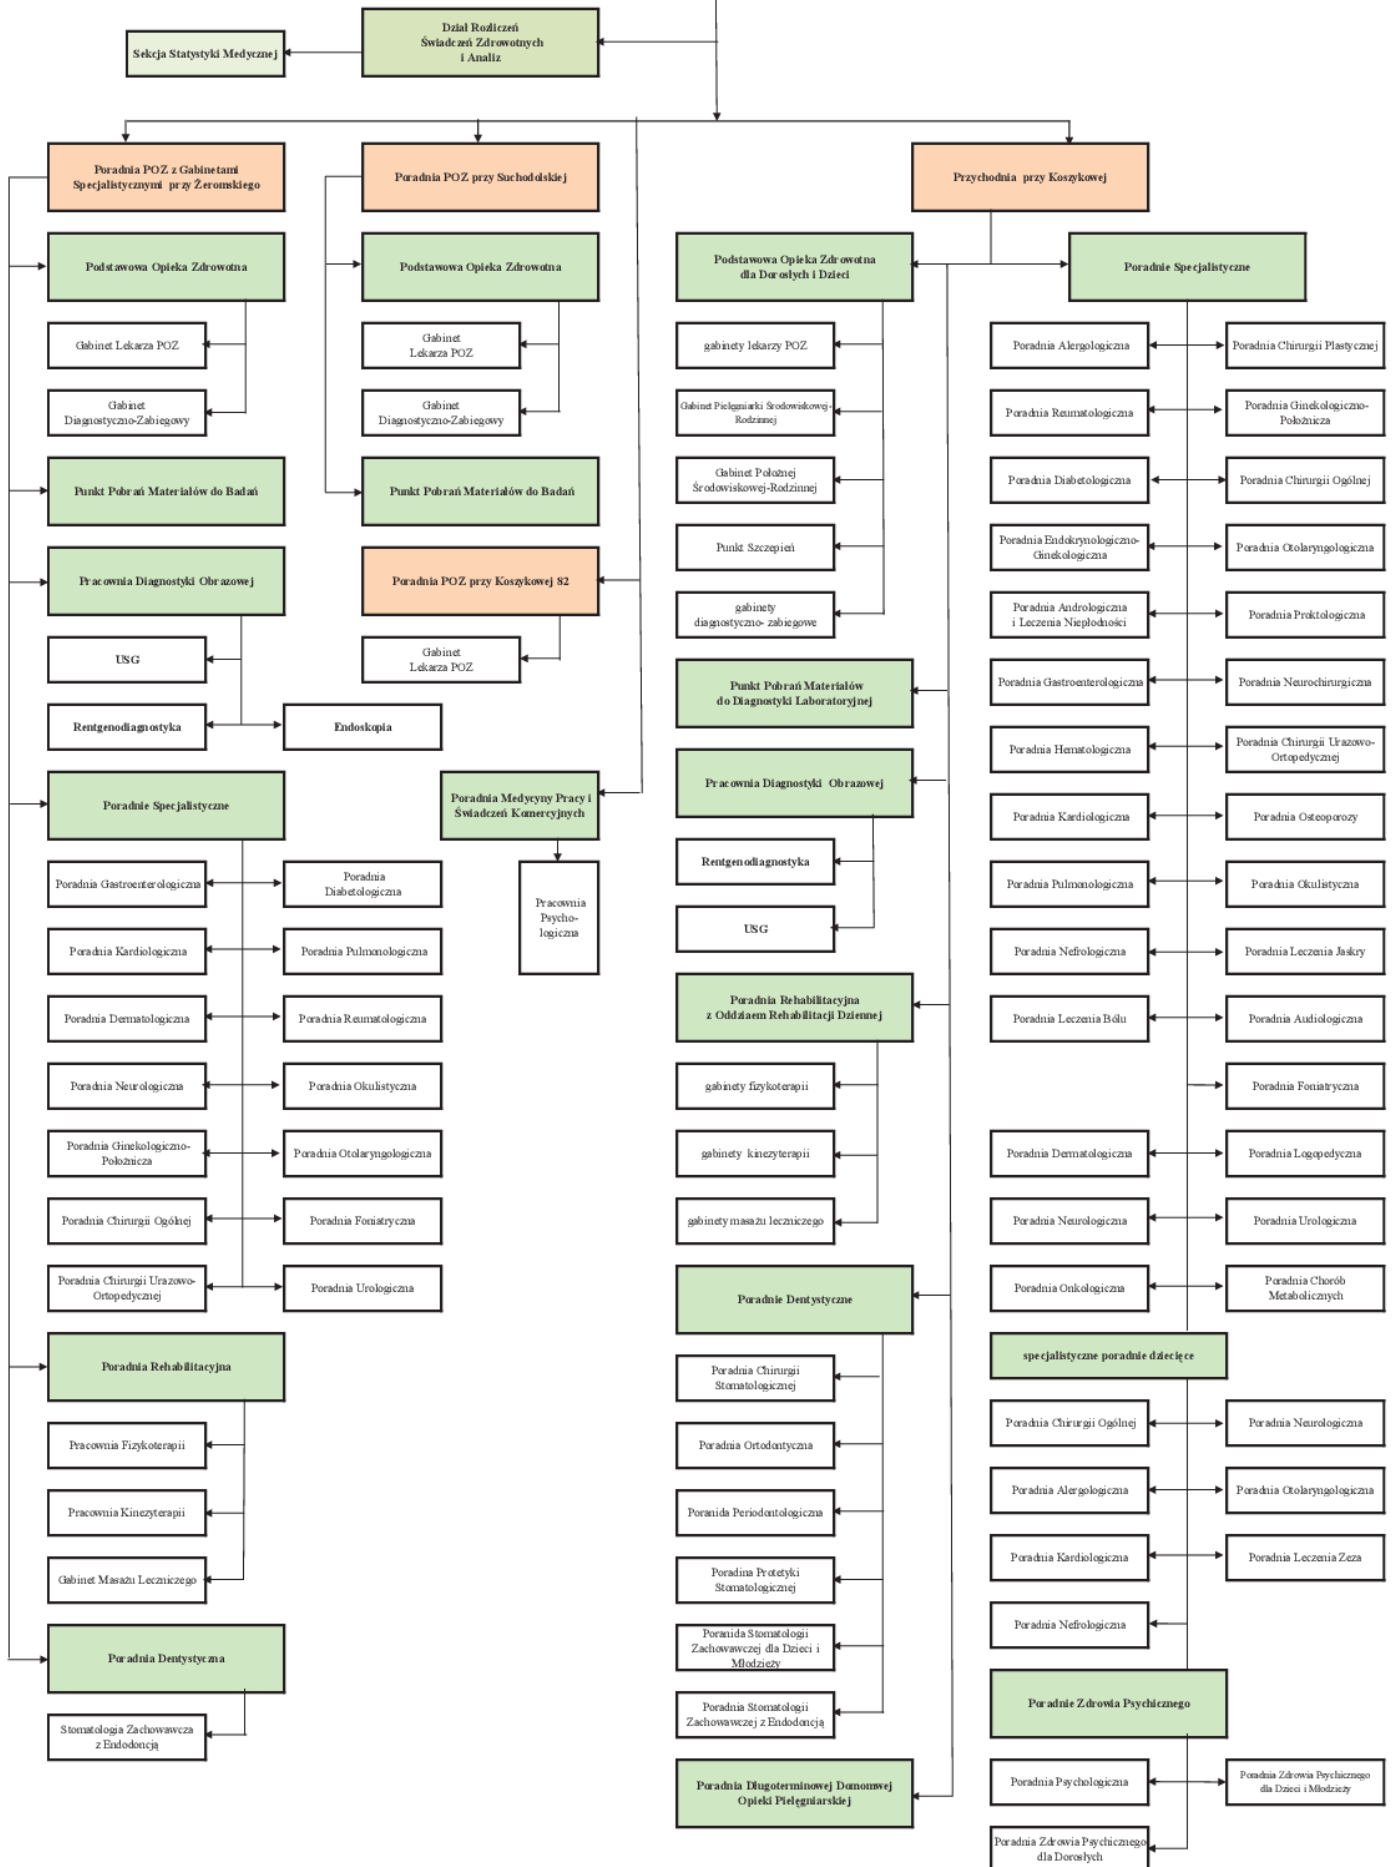 Dział Rozliczeń
Świadczeń Zdrowotnych
i Analiz
Sekcja Statystyki Medycznej
Poradnia POZ z Gabinetami
Specjalistycznymi przy Żeromskiego
Podstawowa Opieka Zdrowotna
Gabinet Lekarza POZ
Gabinet
Diagnostyczno-Zabiegowy
Punkt Pobrań Materiałów do Badań
Pracownia Diagnostyki Obrazowej
USG
Rentgenodiagnostyka
Endoskopia
Poradnie Specjalistyczne
Poradnia Gastroenterologiczna
Poradnia
Diabetologiczna
Poradnia Kardiologiczna
Poradnia Pulmonologiczna
Poradnia Dermatologiczna
Poradnia Reumatologiczna
Poradnia Neurologiczna
Poradnia Okulistyczna
Poradnia Ginekologiczno-
Położnicza
Poradnia Otolaryngologiczna
Poradnia Chirurgii Ogólnej
Poradnia Foniatryczna
Poradnia Chirurgii Urazowo-
Ortopedycznej
Poradnia Urologiczna
Poradnia Rehabilitacyjna
Pracownia Fizykoterapii
Pracownia Kinezyterapii
Gabinet Masażu Leczniczego
Poradnia Dentystyczna
Stomatologia Zachowawcza
z Endodoncją
Poradnia POZ przy Suchodolskiej
Podstawowa Opieka Zdrowotna
Gabinet
Lekarza POZ
Gabinet
Diagnostyczno-Zabiegowy
Punkt Pobrań Materiałów do Badań
Poradnia POZ przy Koszykowej 82
Gabinet
Lekarza POZ
Poradnia Medycyny Pracy i
Świadczeń Komercyjnych
Pracownia
Psycho-
logiczna
Przychodnia przy Koszykowej
Podstawowa Opieka Zdrowotna
dla Dorosłych i Dzieci
gabinety lekarzy POZ
Gabinet Pielęgniarki Środowiskowej-
Rodzinnej
Gabinet Położnej
Środowiskowej-Rodzinnej
Punkt Szczepień
gabinety
diagnostyczno- zabiegowe
Punkt Pobrań Materiałów
do Diagnostyki Laboratoryjnej
Pracownia Diagnostyki Obrazowej
Rentgenodiagnostyka
USG
Poradnia Rehabilitacyjna
z Oddziaem Rehabilitacji Dziennej
gabinety fizykoterapii
gabinety kinezyterapii
gabinety masażu leczniczego
Poradnie Dentystyczne
Poradnia Chirurgii
Stomatologicznej
Poradnia Ortodontyczna
Poranida Periodontologiczna
Poradina Protetyki
Stomatologicznej
Poranida Stomatologii
Zachowawczej dla Dzieci i
Młodzieży
Poradnia Stomatologii
Zachowawczej z Endodoncją
Poradnia Długoterminowej Domomwej
Opieki Pielęgniarskiej
Poradnie Specjalistyczne
Poradnia Alergologiczna
Poradnia Chirurgii Plastycznej
Poradnia Reumatologiczna
Poradnia Ginekologiczno-
Położnicza
Poradnia Diabetologiczna
Poradnia Chirurgii Ogólnej
Poradnia Endokrynologiczno-
Ginekologiczna
Poradnia Otolaryngologiczna
Poradnia Andrologiczna
i Leczenia Niepłodności
Poradnia Proktologiczna
Poradnia Gastroenterologiczna
Poradnia Neurochirurgiczna
Poradnia Hematologiczna
Poradnia Chirurgii Urazowo-
Ortopedycznej
Poradnia Kardiologiczna
Poradnia Osteoporozy
Poradnia Pulmonologiczna
Poradnia Okulistyczna
Poradnia Nefrologiczna
Poradnia Leczenia Jaskry
Poradnia Leczenia Bólu
Poradnia Audiologiczna
Poradnia Foniatryczna
Poradnia Dermatologiczna
Poradnia Logopedyczna
Poradnia Neurologiczna
Poradnia Urologiczna
Poradnia Onkologiczna
Poradnia Chorób
Metabolicznych
specjalistyczne poradnie dziecięce
Poradnia Chirurgii Ogólnej
Poradnia Neurologiczna
Poradnia Alergologiczna
Poradnia Otolaryngologiczna
Poradnia Kardiologiczna
Poradnia Leczenia Zeza
Poradnia Nefrologiczna
Poradnie Zdrowia Psychicznego
Poradnia Psychologiczna
Poradnia Zdrowia Psychicznego
dla Dzieci i Młodzieży
Poradnia Zdrowia Psychicznego
dla Dorosłych